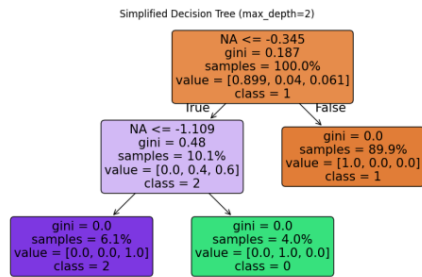 Simplified Decision Tree (max_depth=2)
NA <= -0.345
gini = 0.187
samples = 100.0%
value = [0.899, 0.04, 0.061]
class = 1
True
False
NA <= -1.109
gini = 0.48
samples = 10.1%
value = [0.0, 0.4, 0.6]
class = 2
gini = 0.0
samples = 89.9%
value = [1.0, 0.0, 0.0]
class = 1
gini = 0.0
samples = 6.1%
value = [0.0, 0.0, 1.0]
class = 2
gini = 0.0
samples = 4.0%
value = [0.0, 1.0, 0.0]
class = 0